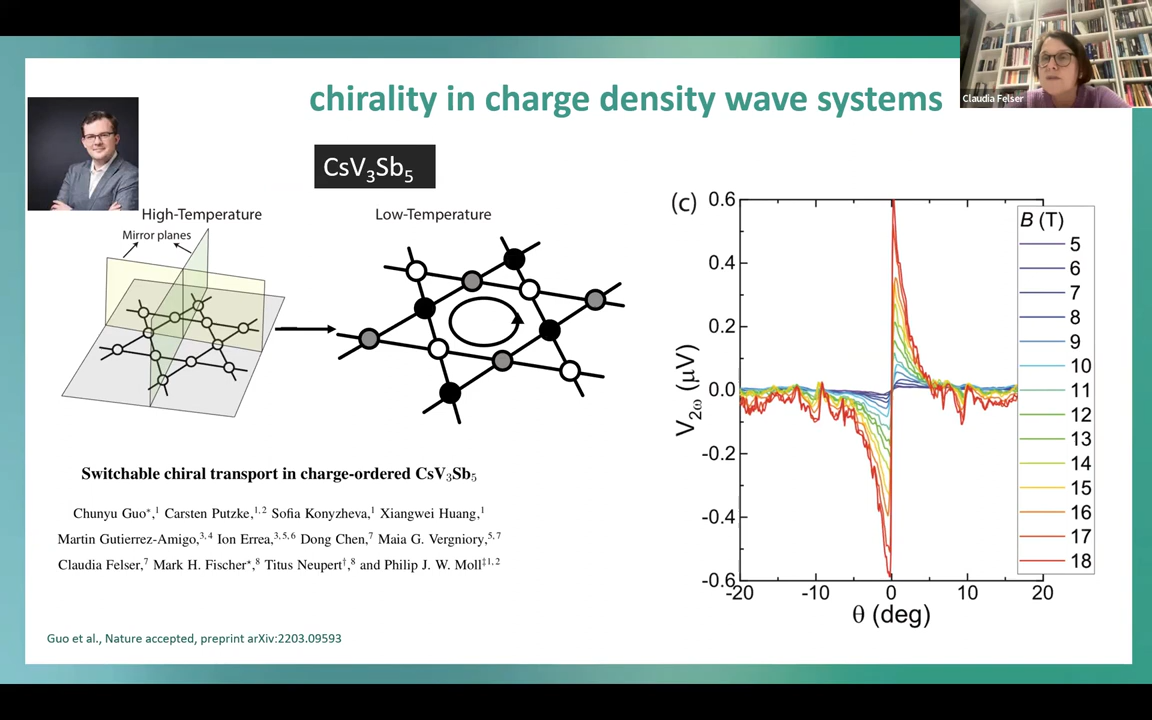 Claudia Felser
chirality in charge density wave systems
CsV₃Sb₅
High-Temperature
Low-Temperature
Mirror planes
(c)
0.6
0.4
0.2
0.0
-0.2
-0.4
-0.6
V₂ω (μV)
-20
-10
0
10
20
θ (deg)
B (T)
5
6
7
8
9
10
11
12
13
14
15
16
17
18
Switchable chiral transport in charge-ordered CsV₃Sb₅
Chunyu Guo*,¹ Carsten Putzke,¹,² Sofia Konyzheva,¹ Xiangwei Huang,¹
Martin Gutierrez-Amigo,³,⁴ Ion Errea,³,⁵,⁶ Dong Chen,⁷ Maia G. Vergniory,⁵,⁷
Claudia Felser,⁷ Mark H. Fischer*,⁸ Titus Neupert†,⁸ and Philip J. W. Moll‡¹,²
Guo et al., Nature accepted, preprint arXiv:2203.09593